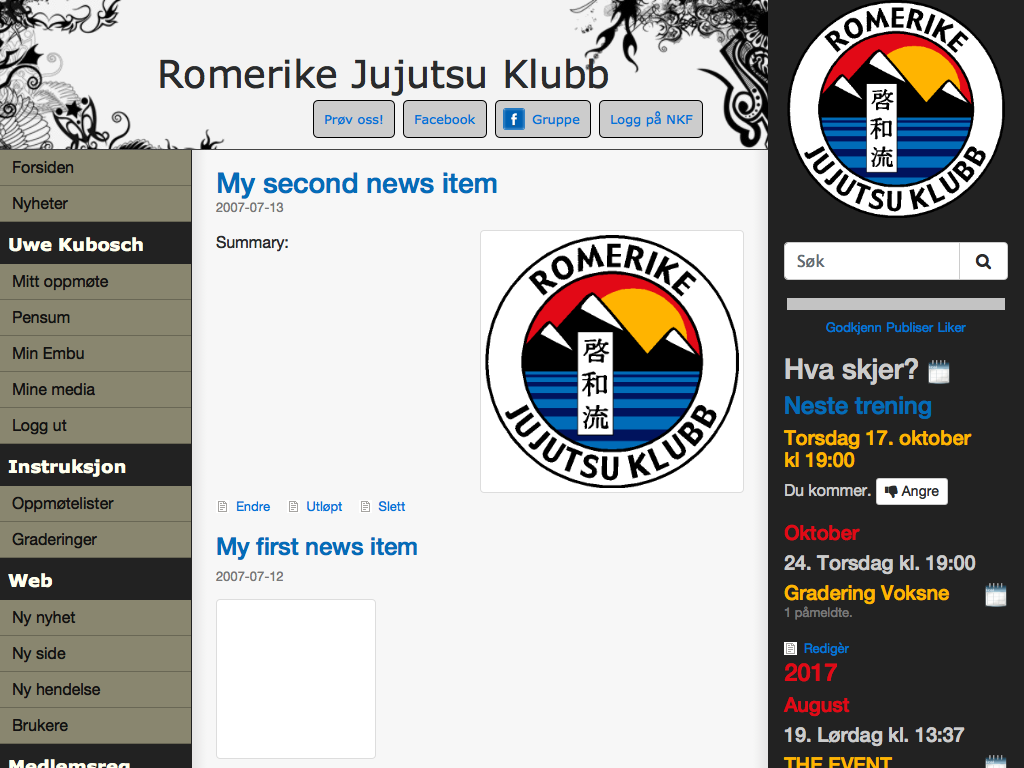 Romerike Jujutsu Klubb
Prøv oss!
Facebook
Gruppe
Logg på NKF
Forsiden
Nyheter
Uwe Kubosch
Mitt oppmøte
Pensum
Min Embu
Mine media
Logg ut
Instruksjon
Oppmøtelister
Graderinger
Web
Ny nyhet
Ny side
Ny hendelse
Brukere
Medlemsreg
My second news item
2007-07-13
Summary:
ROMERIKE
啓和流
JUJUTSU KLUBB
Endre
Utløpt
Slett
My first news item
2007-07-12
ROMERIKE
啓和流
JUJUTSU KLUBB
Søk
Godkjenn Publiser Liker
Hva skjer?
Neste trening
Torsdag 17. oktober
kl 19:00
Du kommer.
Angre
Oktober
24. Torsdag kl. 19:00
Gradering Voksne
1 påmeldte.
Redigèr
2017
August
19. Lørdag kl. 13:37
THE EVENT